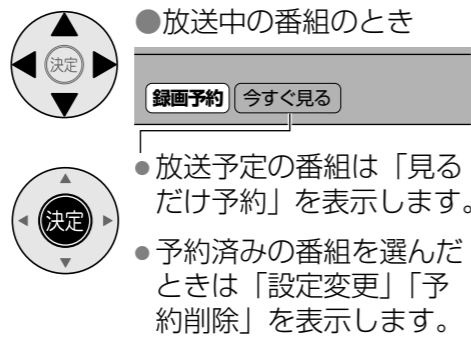 決定
●放送中の番組のとき
録画予約 今すぐ見る
●放送予定の番組は「見る
だけ予約」を表示します。
決定
●予約済みの番組を選んだ
ときは「設定変更」「予
約削除」を表示します。